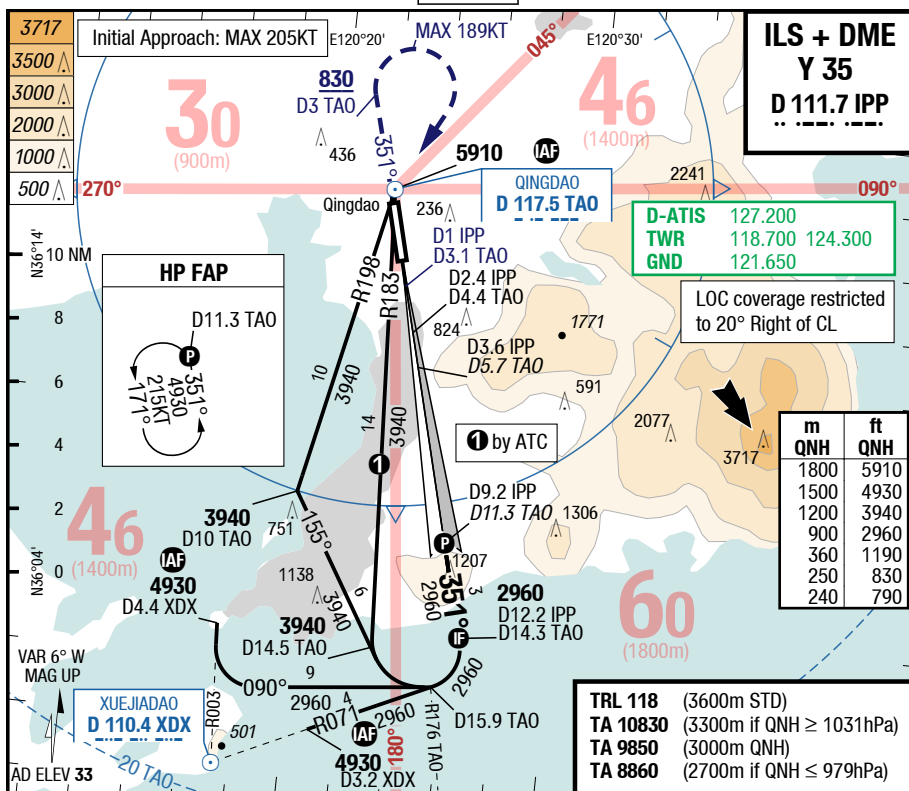 3717
3500
3000
2000
1000
500
Initial Approach: MAX 205KT
E120°20'
MAX 189KT
E120°30'
045°
ILS + DME
Y 35
D 111.7 IPP
830
D3 TAO
30
(900m)
46
(1400m)
436
351°
5910
IAF
270°
090°
2241
Qingdao
QINGDAO
D 117.5 TAO
236
D-ATIS 127.200
TWR 118.700 124.300
GND 121.650
D1 IPP
D3.1 TAO
N36°14'
10 NM
HP FAP
D11.3 TAO
P
351°
4930
215KT
171°
R198
R183
D2.4 IPP
D4.4 TAO
LOC coverage restricted
to 20° Right of CL
8
824
1771
D3.6 IPP
D5.7 TAO
6
10
3940
14
3940
591
2077
3717
4
1
1 by ATC
m ft
QNH QNH
1800 5910
1500 4930
1200 3940
900 2960
360 1190
250 830
240 790
D9.2 IPP
D11.3 TAO
2
46
(1400m)
3940
D10 TAO
751
155°
1306
P
1207
N36°04'
0
IAF
4930
D4.4 XDX
1138
6
3940
351°
3
2960
2960
D12.2 IPP
D14.3 TAO
IF
60
(1800m)
3940
D14.5 TAO
VAR 6° W
MAG UP
9
090°
2960
4
2960
2960
XUEJIADAO
D 110.4 XDX
R003
501
R071
IAF
4930
D3.2 XDX
180°
R176 TAO
D15.9 TAO
20 TAO
AD ELEV 33
TRL 118 (3600m STD)
TA 10830 (3300m if QNH ≥ 1031hPa)
TA 9850 (3000m QNH)
TA 8860 (2700m if QNH ≤ 979hPa)